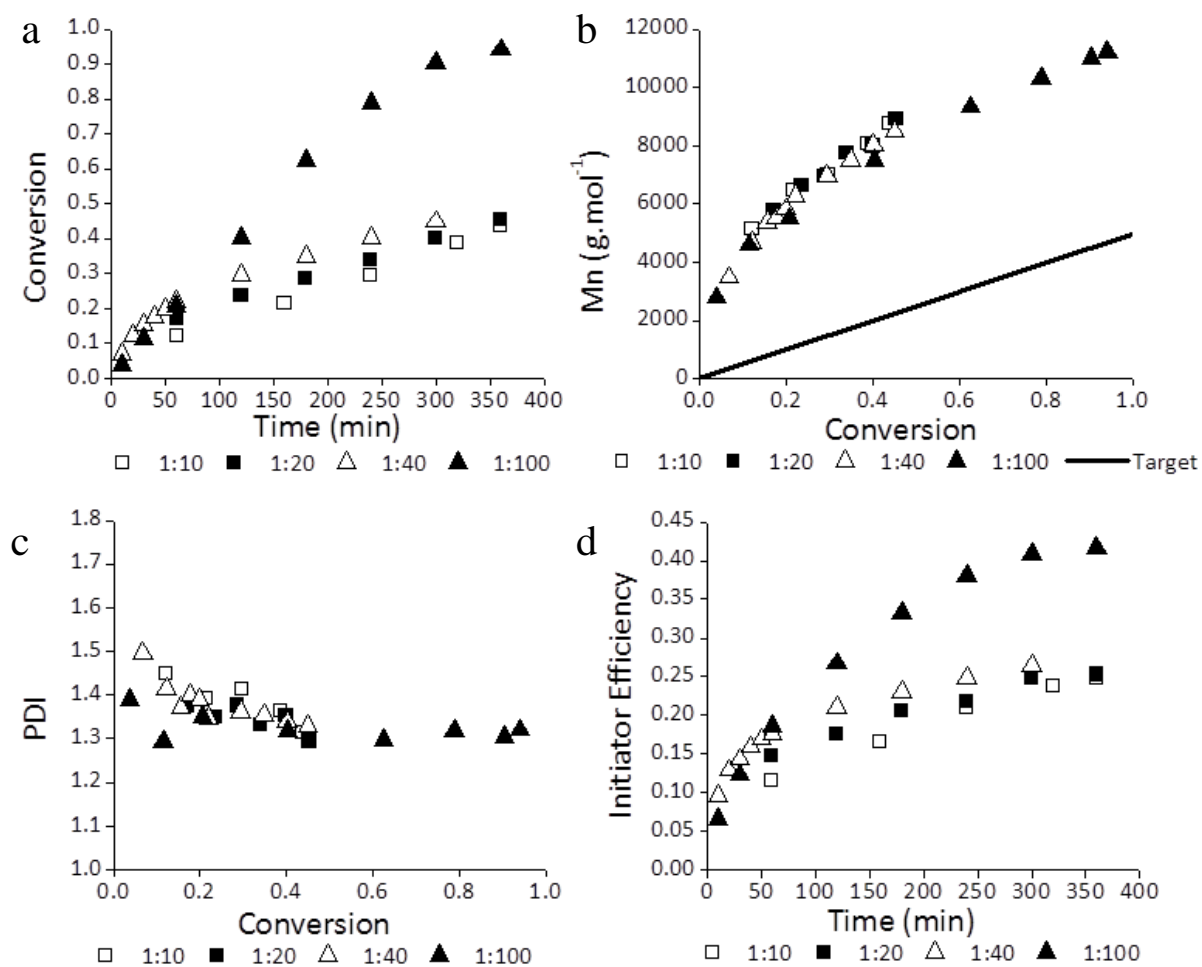 a
Conversion
1.0
0.9
0.8
0.7
0.6
0.5
0.4
0.3
0.2
0.1
0.0
0 50 100 150 200 250 300 350 400
Time (min)
1:10 1:20 1:40 1:100
b
Mn (g.mol⁻¹)
12000
10000
8000
6000
4000
2000
0
0.0 0.2 0.4 0.6 0.8 1.0
Conversion
1:10 1:20 1:40 1:100 Target
c
PDI
1.8
1.7
1.6
1.5
1.4
1.3
1.2
1.1
1.0
0.0 0.2 0.4 0.6 0.8 1.0
Conversion
1:10 1:20 1:40 1:100
d
Initiator Efficiency
0.45
0.40
0.35
0.30
0.25
0.20
0.15
0.10
0.05
0.00
0 50 100 150 200 250 300 350 400
Time (min)
1:10 1:20 1:40 1:100